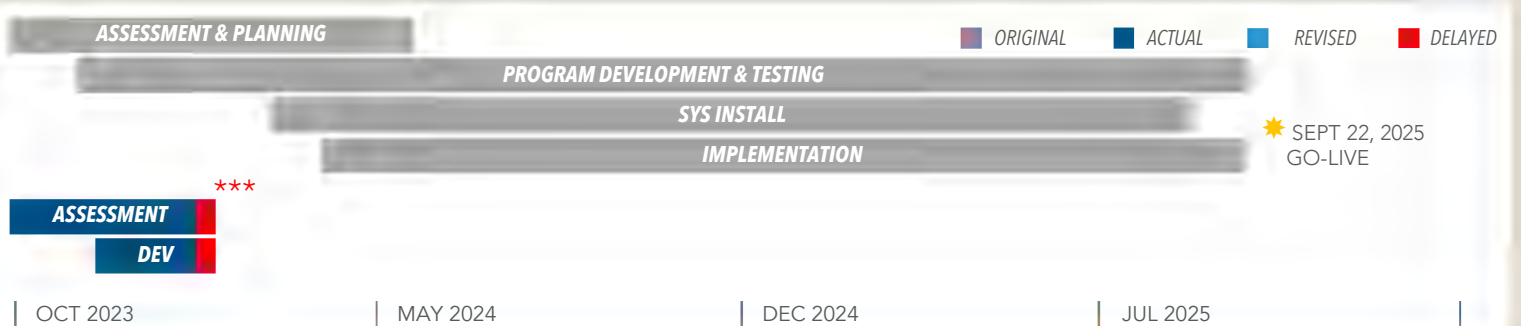 ASSESSMENT & PLANNING
ORIGINAL ACTUAL REVISED DELAYED
PROGRAM DEVELOPMENT & TESTING
SYS INSTALL
SEPT 22, 2025
GO-LIVE
IMPLEMENTATION
***
ASSESSMENT
DEV
OCT 2023 MAY 2024 DEC 2024 JUL 2025